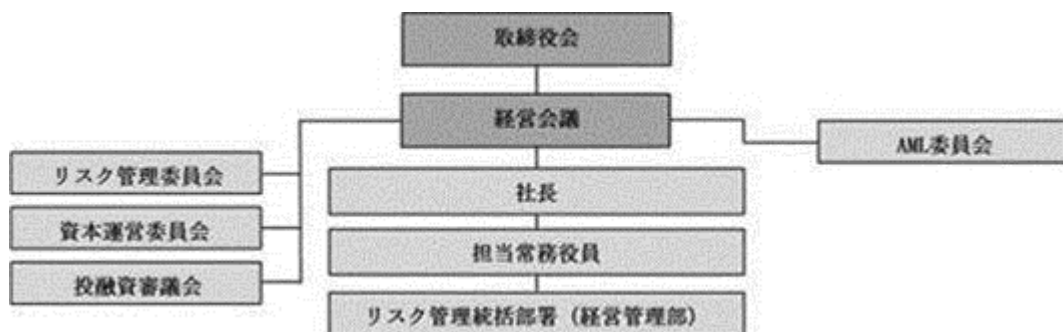 取締役会
経営会議
AML委員会
リスク管理委員会
社長
資本運営委員会
担当常務役員
投融資審議会
リスク管理統括部署（経営管理部）